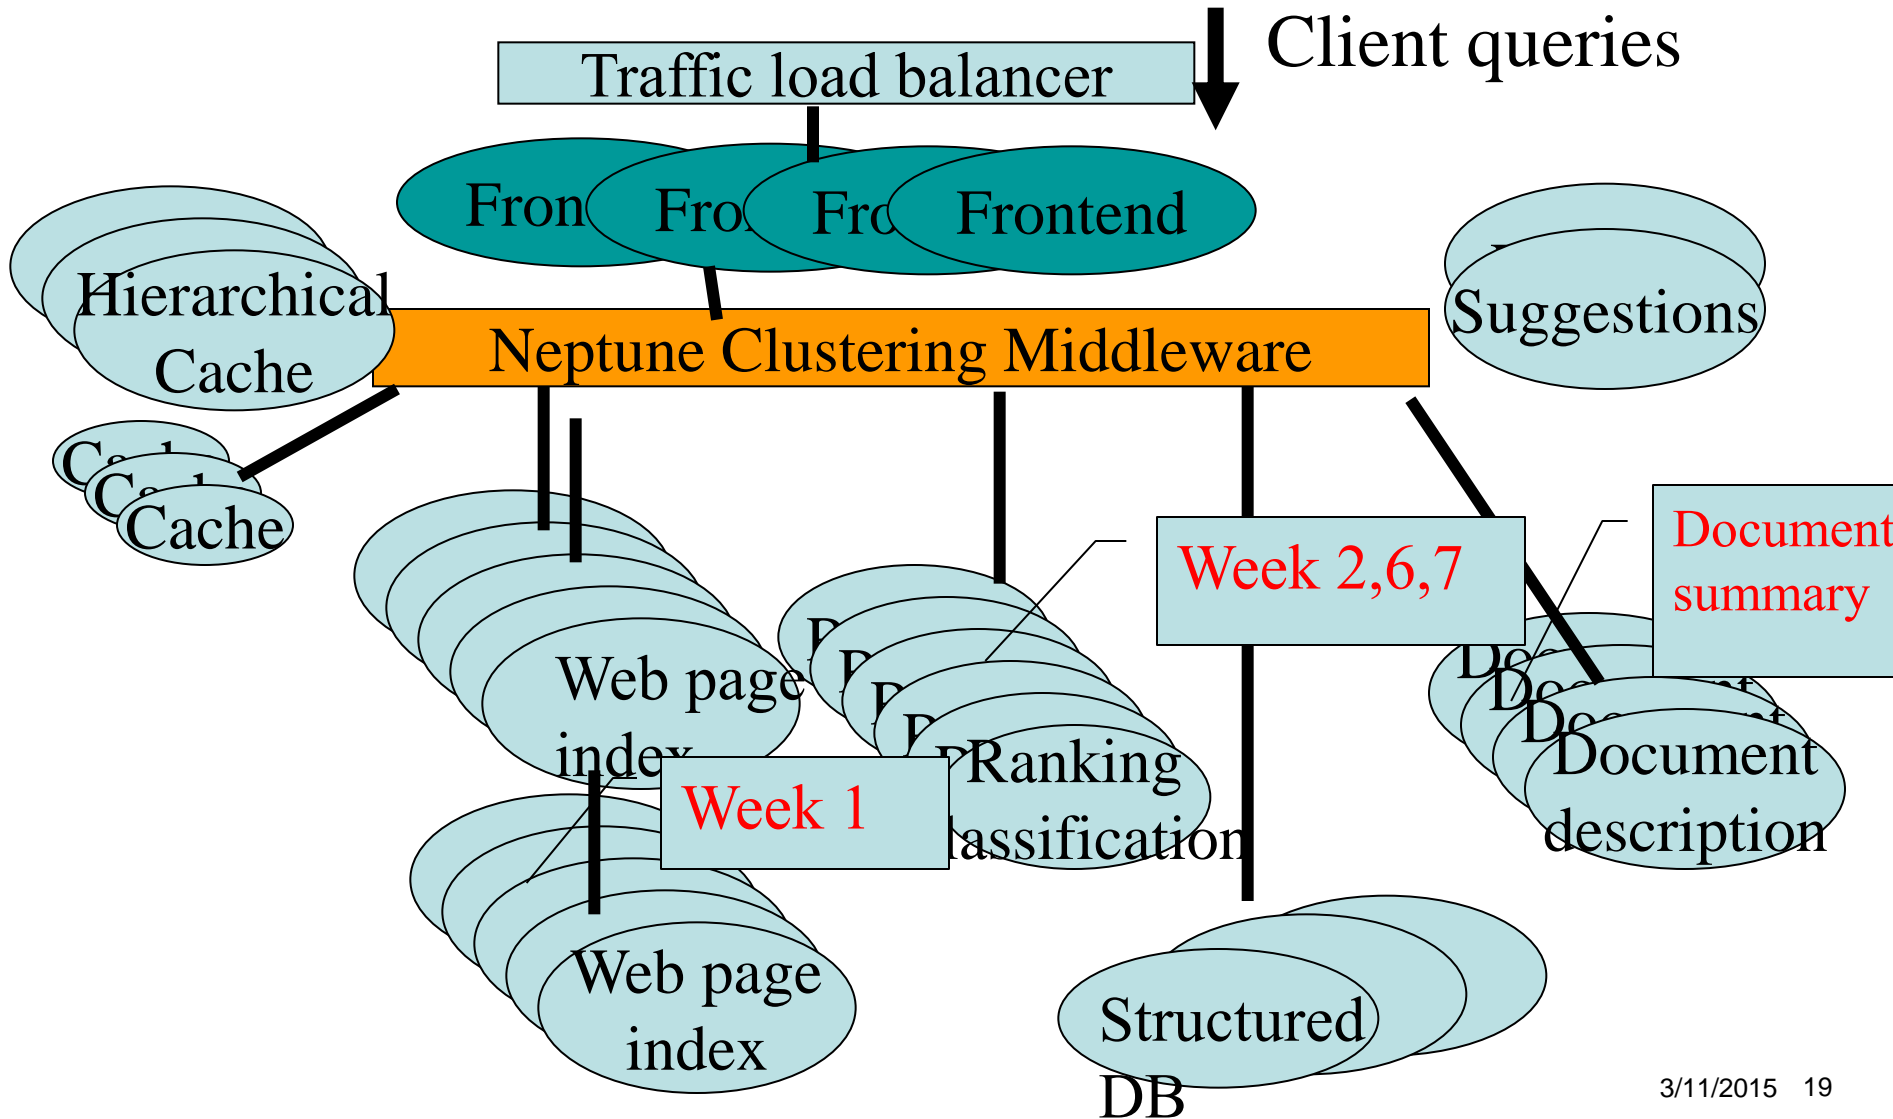 Client queries
Traffic load balancer
Fron
Fro
Fro
Frontend
Hierarchical
Cache
Suggestions
Neptune Clustering Middleware
Cache
Week 2,6,7
Document
summary
Web page
index
Week 1
Ranking
lassification
Document
description
Web page
index
Structured
DB
3/11/2015 19